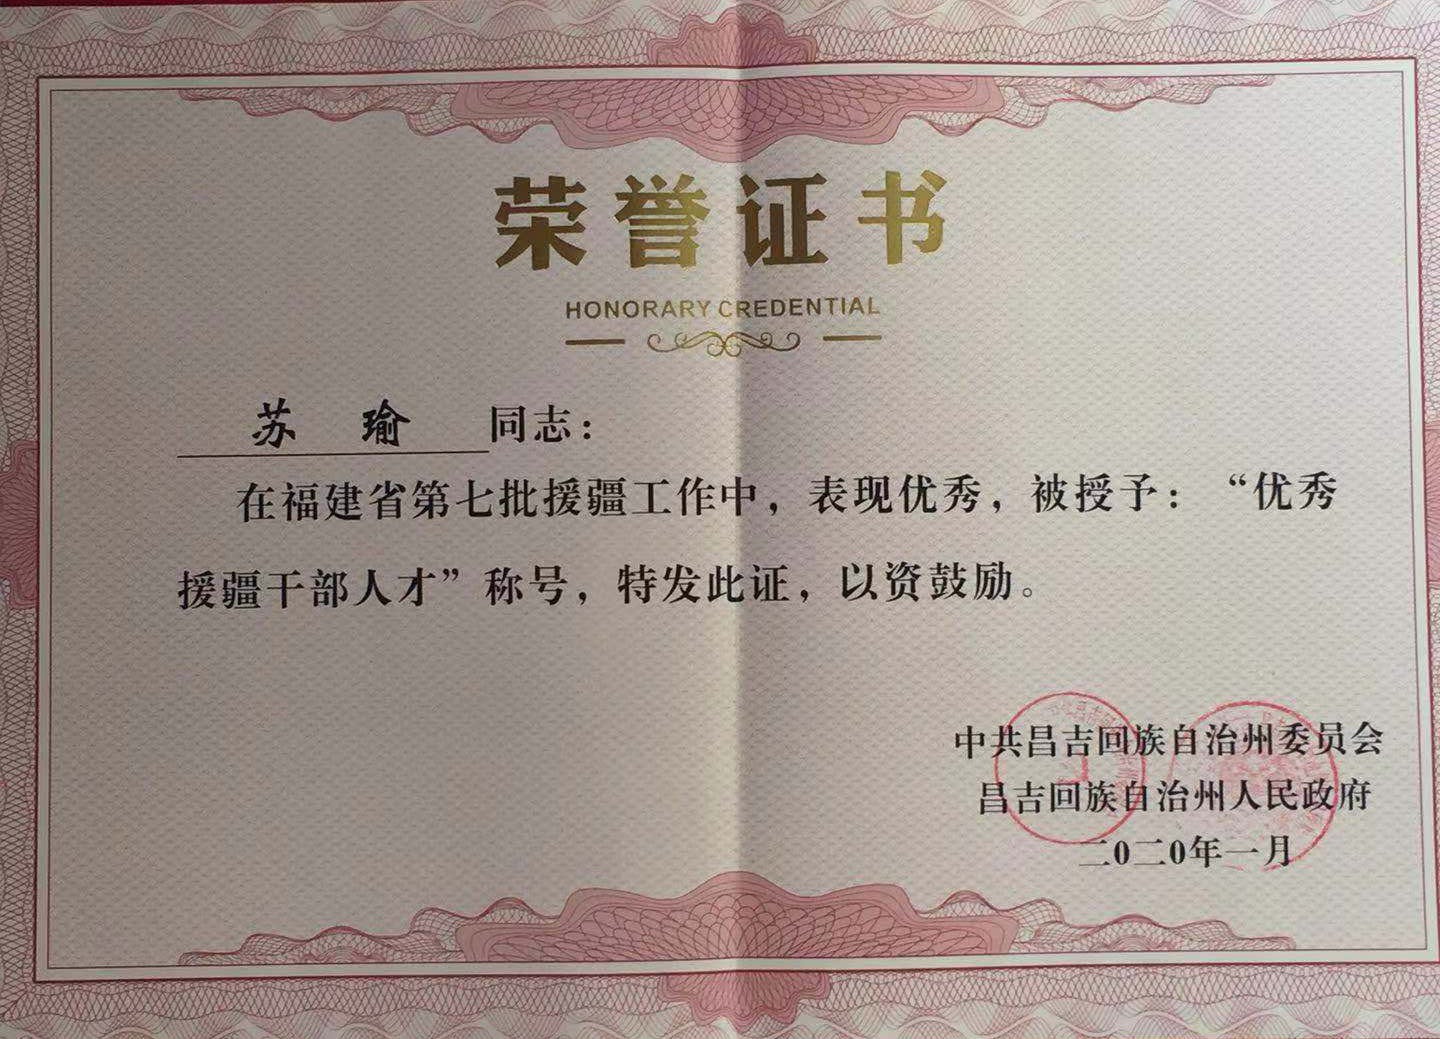 荣誉证书
HONORARY CREDENTIAL
苏 瑜 同志：
在福建省第七批援疆工作中，表现优秀，被授予：“优秀
援疆干部人才”称号，特发此证，以资鼓励。
中共昌吉回族自治州委员会
昌吉回族自治州人民政府
二0二0年一月